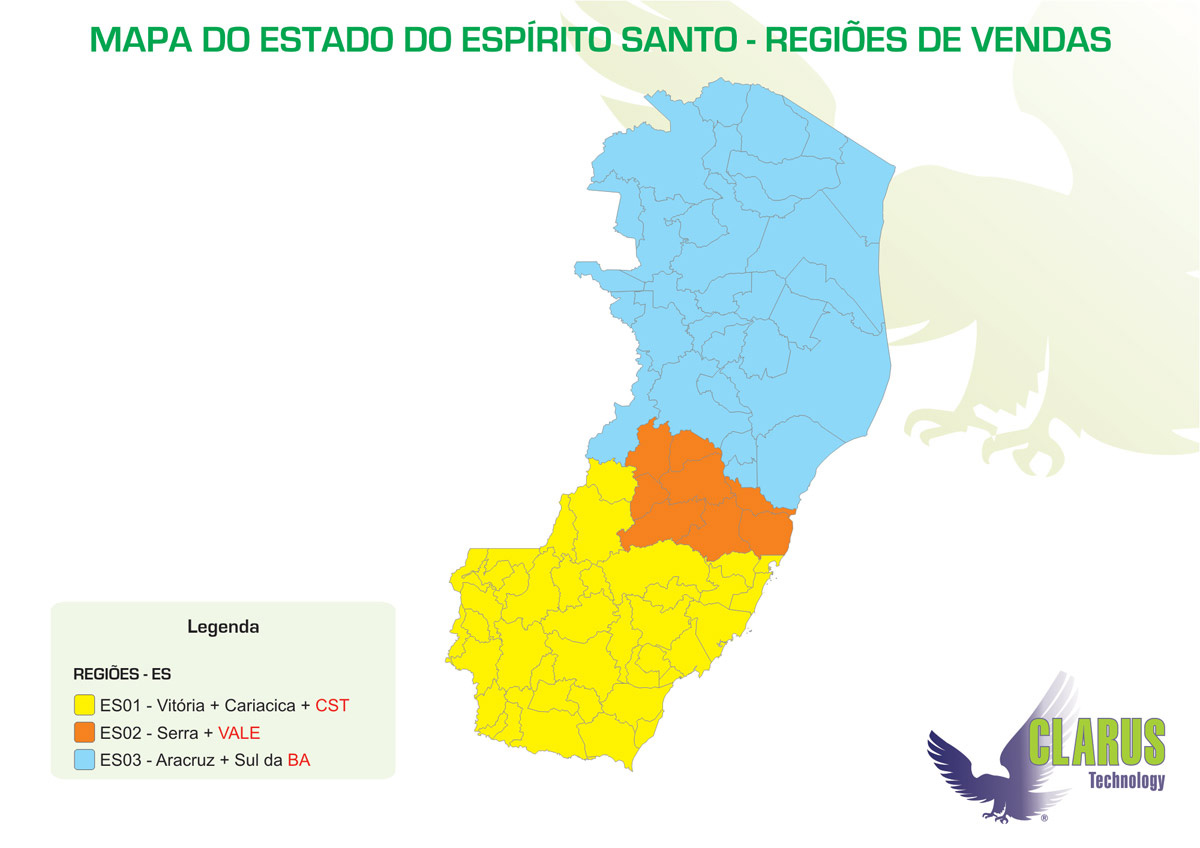 MAPA DO ESTADO DO ESPÍRITO SANTO - REGIÕES DE VENDAS
Legenda
REGIÕES - ES
ES01 - Vitória + Cariacica + CST
ES02 - Serra + VALE
ES03 - Aracruz + Sul da BA
CLARUS
Technology
®